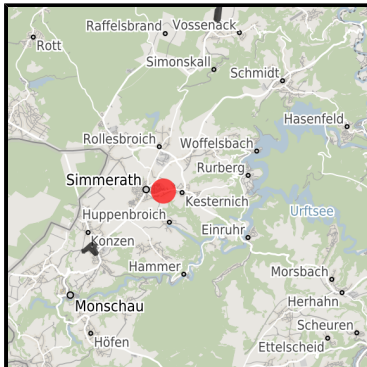 Raffelsbrand
Vossenack
Rott
Simonskall
Schmidt
Hasenfeld
Rollesbroich
Woffelsbach
Rurberg
Simmerath
Kesternich
Huppenbroich
Urftsee
Einruhr
Konzen
Hammer
Morsbach
Herhahn
Monschau
Scheuren
Höfen
Ettelscheid